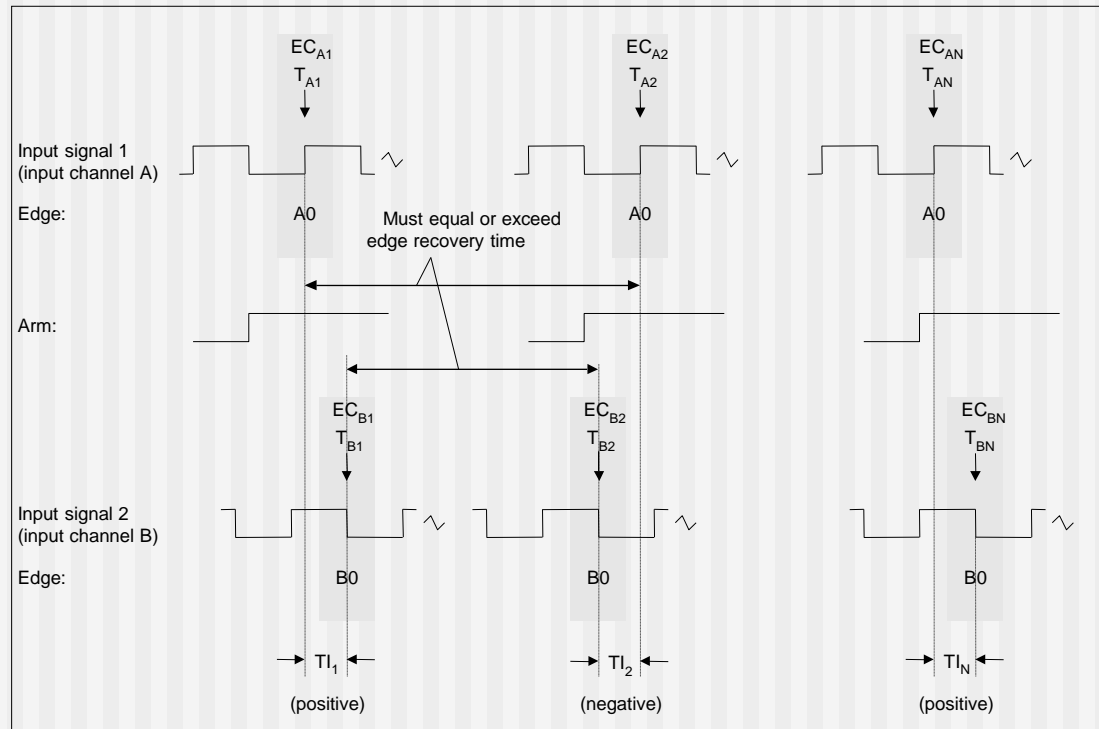 EC_A1 EC_A2 EC_AN
T_A1 T_A2 T_AN
Input signal 1
(input channel A)
Edge: A0 A0 A0
Must equal or exceed
edge recovery time
Arm:
EC_B1 EC_B2 EC_BN
T_B1 T_B2 T_BN
Input signal 2
(input channel B)
Edge: B0 B0 B0
TI_1 TI_2 TI_N
(positive) (negative) (positive)